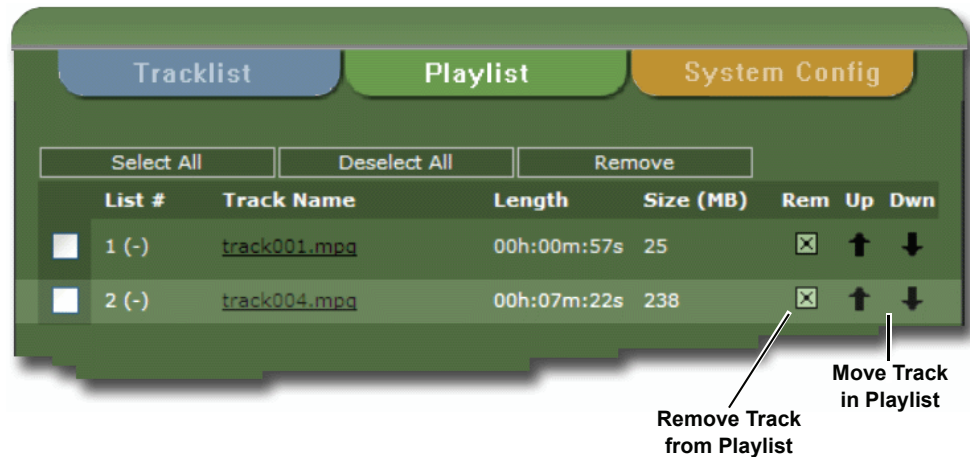 Tracklist Playlist System Config
Select All Deselect All Remove
List # Track Name Length Size (MB) Rem Up Dwn
1 (-) track001.mpg 00h:00m:57s 25
2 (-) track004.mpg 00h:07m:22s 238
Move Track
in Playlist
Remove Track
from Playlist